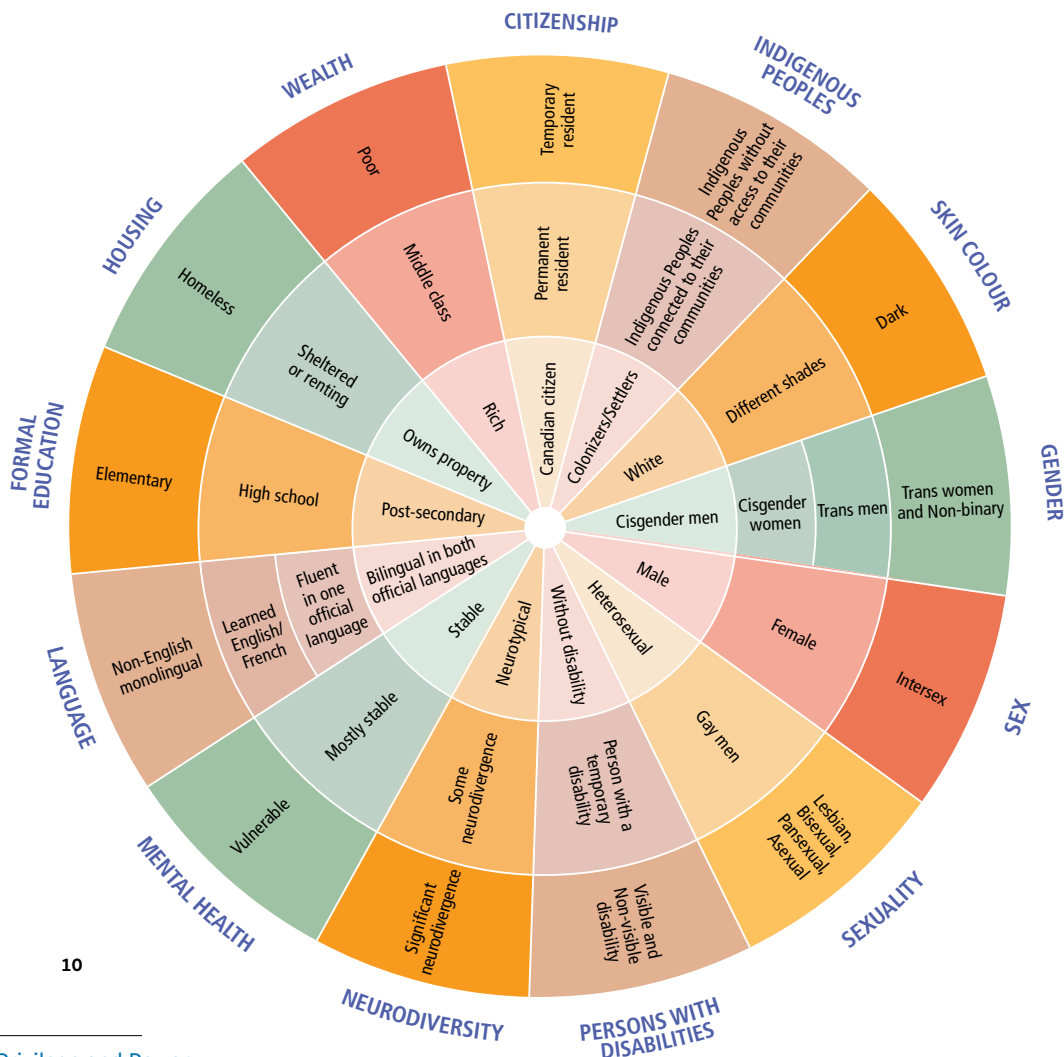 CITIZENSHIP
Temporary
resident
Permanent
resident
Canadian citizen
INDIGENOUS
PEOPLES
Indigenous
Peoples without
access to their
communities
Indigenous Peoples
connected to their
communities
Colonizers/Settlers
SKIN COLOUR
Dark
Different shades
White
GENDER
Trans women
and Non-binary
Trans men
Cisgender
women
Cisgender men
SEX
Intersex
Female
Male
SEXUALITY
Lesbian,
Bisexual,
Pansexual,
Asexual
Gay men
Heterosexual
PERSONS WITH
DISABILITIES
Visible and
Non-visible
disability
Person with a
temporary
disability
Without disability
NEURODIVERSITY
Significant
neurodivergence
Some
neurodivergence
Neurotypical
MENTAL HEALTH
Vulnerable
Mostly stable
Stable
LANGUAGE
Non-English
monolingual
Learned
English/
French
Fluent
in one
official
language
Bilingual in both
official languages
FORMAL
EDUCATION
Elementary
High school
Post-secondary
HOUSING
Homeless
Sheltered
or renting
Owns property
WEALTH
Poor
Middle class
Rich
10